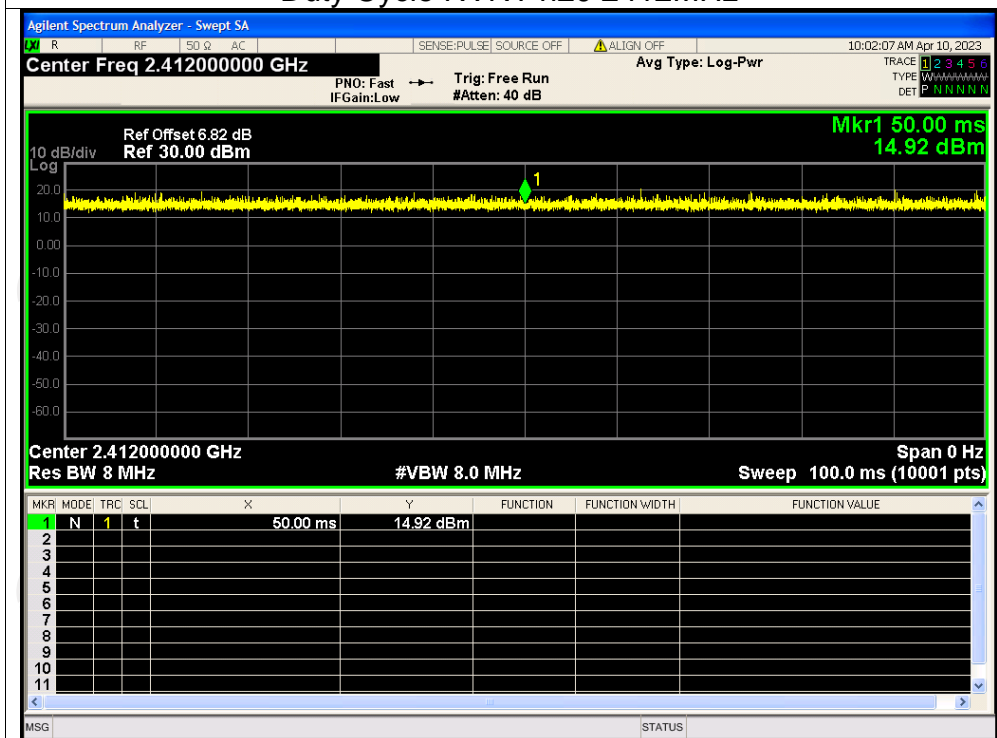 Agilent Spectrum Analyzer - Swept SA
LXI R RF 50 Ω AC SENSE:PULSE SOURCE OFF ALIGN OFF 10:02:07 AM Apr 10, 2023
Center Freq 2.412000000 GHz
PNO: Fast
IFGain:Low
Trig: Free Run
#Atten: 40 dB
Avg Type: Log-Pwr
TRACE 1 2 3 4 5 6
TYPE
DET P N N N N N
Mkr1 50.00 ms
14.92 dBm
Ref Offset 6.82 dB
10 dB/div Ref 30.00 dBm
Log
1
20.0
10.0
0.00
-10.0
-20.0
-30.0
-40.0
-50.0
-60.0
Center 2.412000000 GHz Span 0 Hz
Res BW 8 MHz #VBW 8.0 MHz Sweep 100.0 ms (10001 pts)
MKR MODE TRC SCL X Y FUNCTION FUNCTION WIDTH FUNCTION VALUE
1 N 1 t 50.00 ms 14.92 dBm
2
3
4
5
6
7
8
9
10
11
MSG STATUS